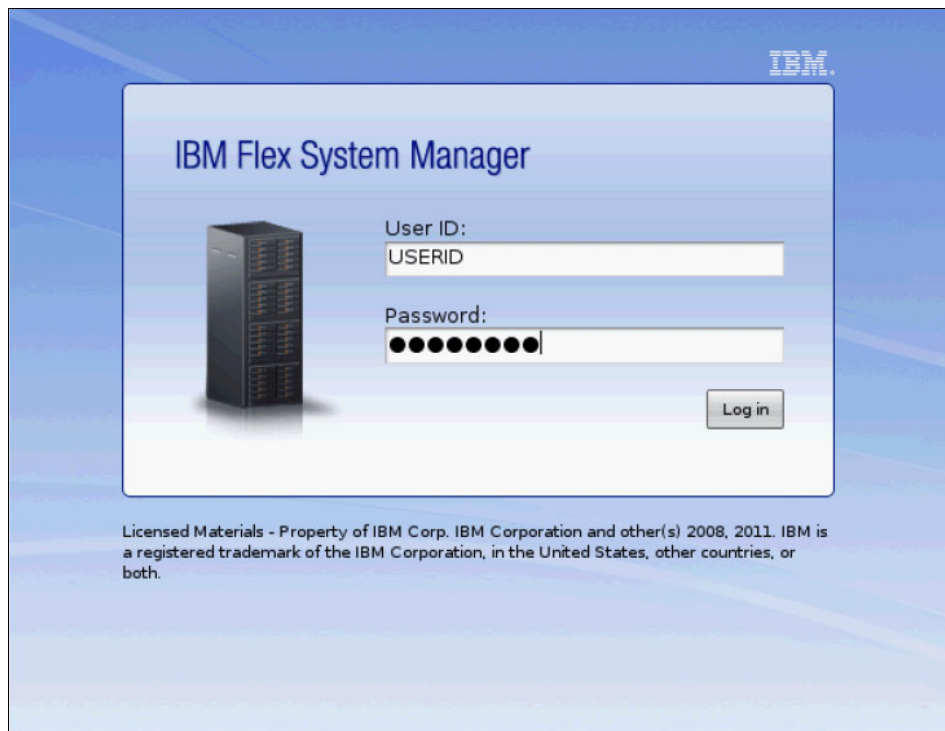 IBM.
IBM Flex System Manager
User ID:
USERID
Password:
●●●●●●●●
Log in
Licensed Materials - Property of IBM Corp. IBM Corporation and other(s) 2008, 2011. IBM is
a registered trademark of the IBM Corporation, in the United States, other countries, or
both.